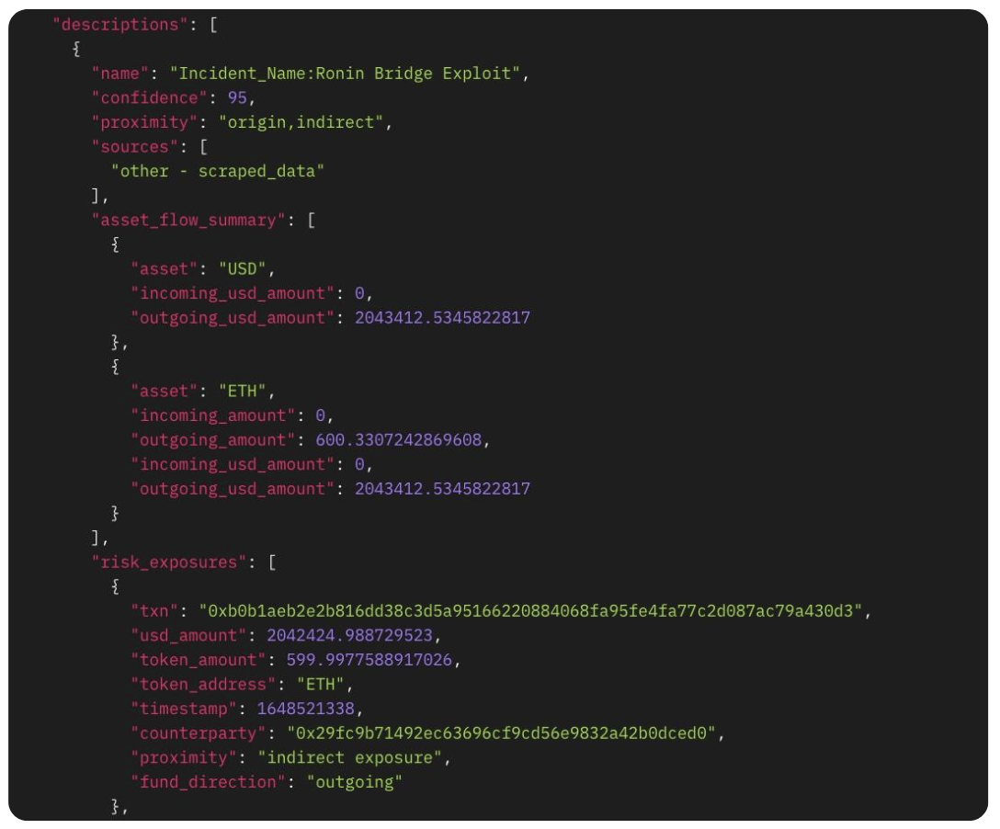 "descriptions": [
{
"name": "Incident_Name:Ronin Bridge Exploit",
"confidence": 95,
"proximity": "origin,indirect",
"sources": [
"other - scraped_data"
],
"asset_flow_summary": [
{
"asset": "USD",
"incoming_usd_amount": 0,
"outgoing_usd_amount": 2043412.5345822817
},
{
"asset": "ETH",
"incoming_amount": 0,
"outgoing_amount": 600.3307242869608,
"incoming_usd_amount": 0,
"outgoing_usd_amount": 2043412.5345822817
}
],
"risk_exposures": [
{
"txn": "0xb0b1aeb2e2b816dd38c3d5a95166220884068fa95fe4fa77c2d087ac79a430d3",
"usd_amount": 2042424.988729523,
"token_amount": 599.9977588917026,
"token_address": "ETH",
"timestamp": 1648521338,
"counterparty": "0x29fc9b71492ec63696cf9cd56e9832a42b0dced0",
"proximity": "indirect exposure",
"fund_direction": "outgoing"
},